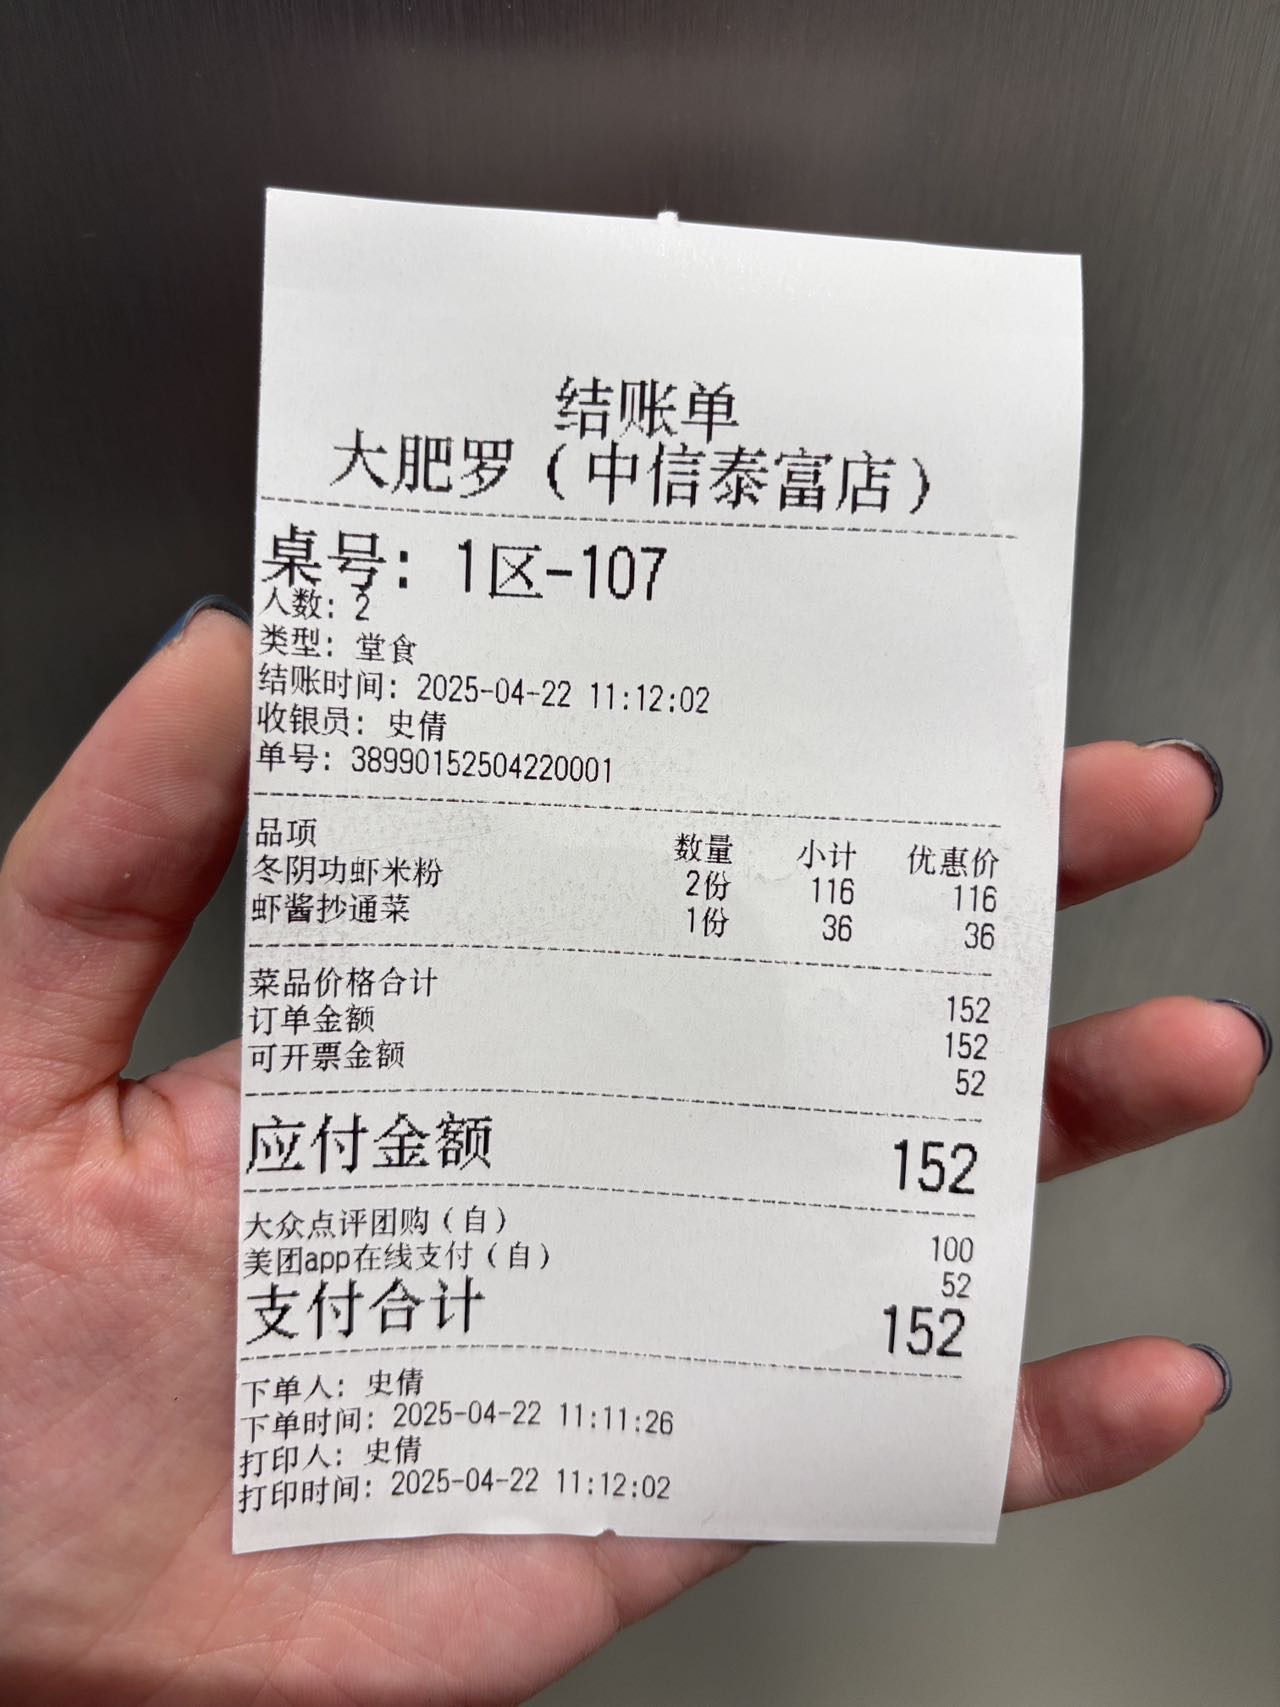 结账单
大肥罗（中信泰富店）
桌号：1区-107
人数：2
类型：堂食
结账时间：2025-04-22 11:12:02
收银员：史倩
单号：38990152504220001
品项 数量 小计 优惠价
冬阴功虾米粉 2份 116 116
虾酱抄通菜 1份 36 36
菜品价格合计 152
订单金额 152
可开票金额 52
应付金额 152
大众点评团购（自） 100
美团app在线支付（自） 52
支付合计 152
下单人：史倩
下单时间：2025-04-22 11:11:26
打印人：史倩
打印时间：2025-04-22 11:12:02